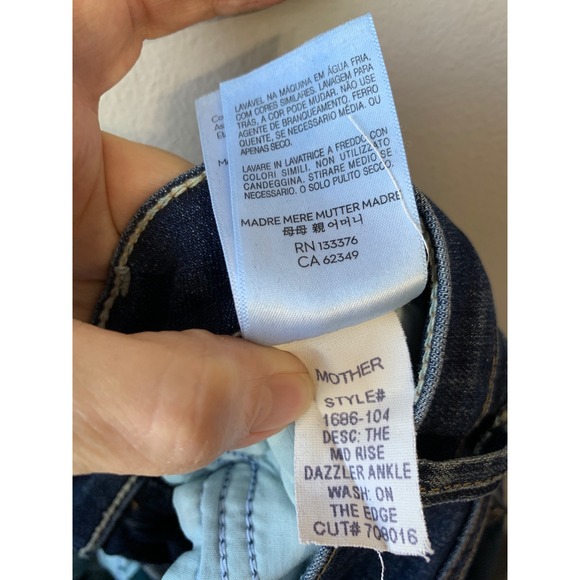 LAVÁVEL NA MÁQUINA EM ÁGUA FRIA,
COM CORES SIMILARES. LAVAGEM PARA
TRÁS, A COR PODE MUDAR. NÃO USE
AGENTE DE BRANQUEAMENTO. FERRO
QUENTE, SE NECESSÁRIO MÉDIA. OU
APENAS SECO.
LAVARE IN LAVATRICE A FREDDO CON
COLORI SIMILI. NON UTILIZZATO
CANDEGGINA, STIRARE MEDIO SE
NECESSARIO. O SOLO PULITO SECCO.
MADRE MERE MUTTER MADRE
母母 親 어머니
RN 133376
CA 62349
MOTHER
STYLE#
1686-104
DESC: THE
MID RISE
DAZZLER ANKLE
WASH: ON
THE EDGE
CUT# 708016